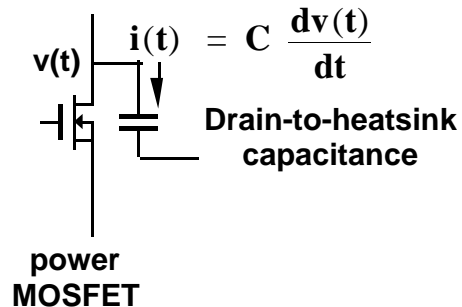 i(t) = C dv(t)/dt
v(t)
Drain-to-heatsink
capacitance
power
MOSFET